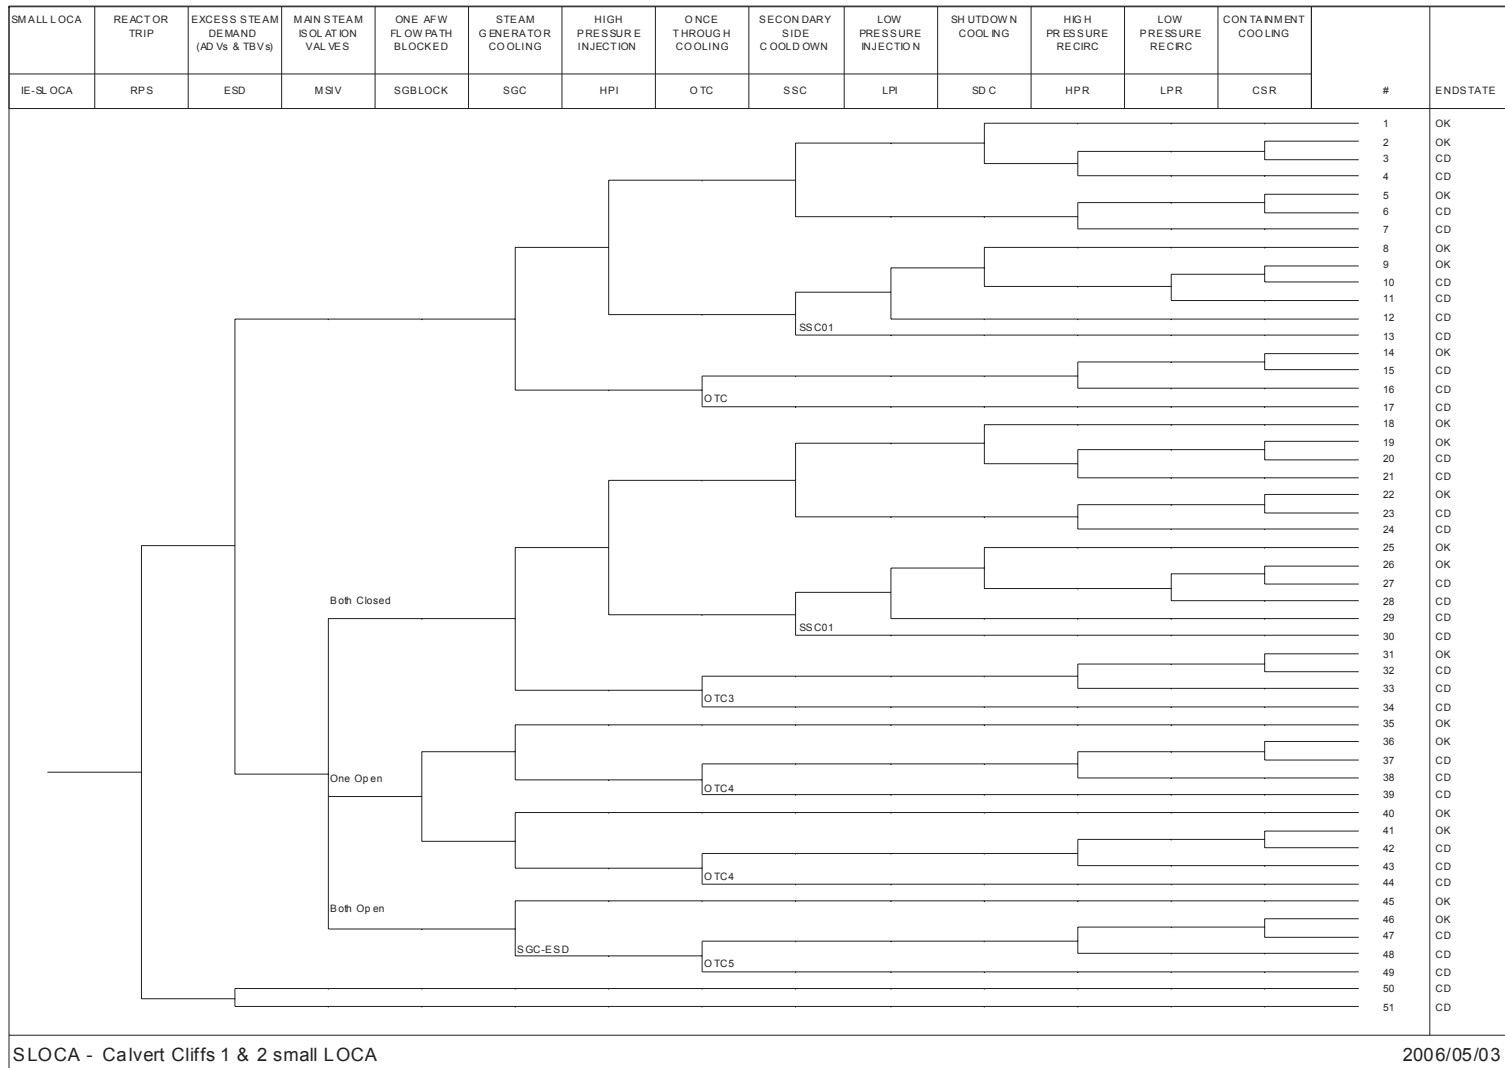 SMALL LOCA
REACTOR
TRIP
EXCESS STEAM
DEMAND
(ADVs & TBVs)
MAIN STEAM
ISOLATION
VALVES
ONE AFW
FLOW PATH
BLOCKED
STEAM
GENERATOR
COOLING
HIGH
PRESSURE
INJECTION
ONCE
THROUGH
COOLING
SECONDARY
SIDE
COOLDOWN
LOW
PRESSURE
INJECTION
SHUTDOWN
COOLING
HIGH
PRESSURE
RECIRC
LOW
PRESSURE
RECIRC
CONTAINMENT
COOLING
IE-SLOCA RPS ESD MSIV SGBLOCK SGC HPI OTC SSC LPI SDC HPR LPR CSR # ENDSTATE
1 OK
2 OK
3 CD
4 CD
5 OK
6 CD
7 CD
8 OK
9 OK
10 CD
11 CD
12 CD
SSC01
13 CD
14 OK
15 CD
16 CD
OTC
17 CD
18 OK
19 OK
20 CD
21 CD
22 OK
23 CD
24 CD
25 OK
26 OK
27 CD
Both Closed
28 CD
29 CD
SSC01
30 CD
31 OK
32 CD
33 CD
OTC3
34 CD
35 OK
36 OK
37 CD
One Open
38 CD
OTC4
39 CD
40 OK
41 OK
42 CD
43 CD
OTC4
44 CD
45 OK
Both Open
46 OK
47 CD
SGC-ESD
48 CD
OTC5
49 CD
50 CD
51 CD
SLOCA - Calvert Cliffs 1 & 2 small LOCA 2006/05/03